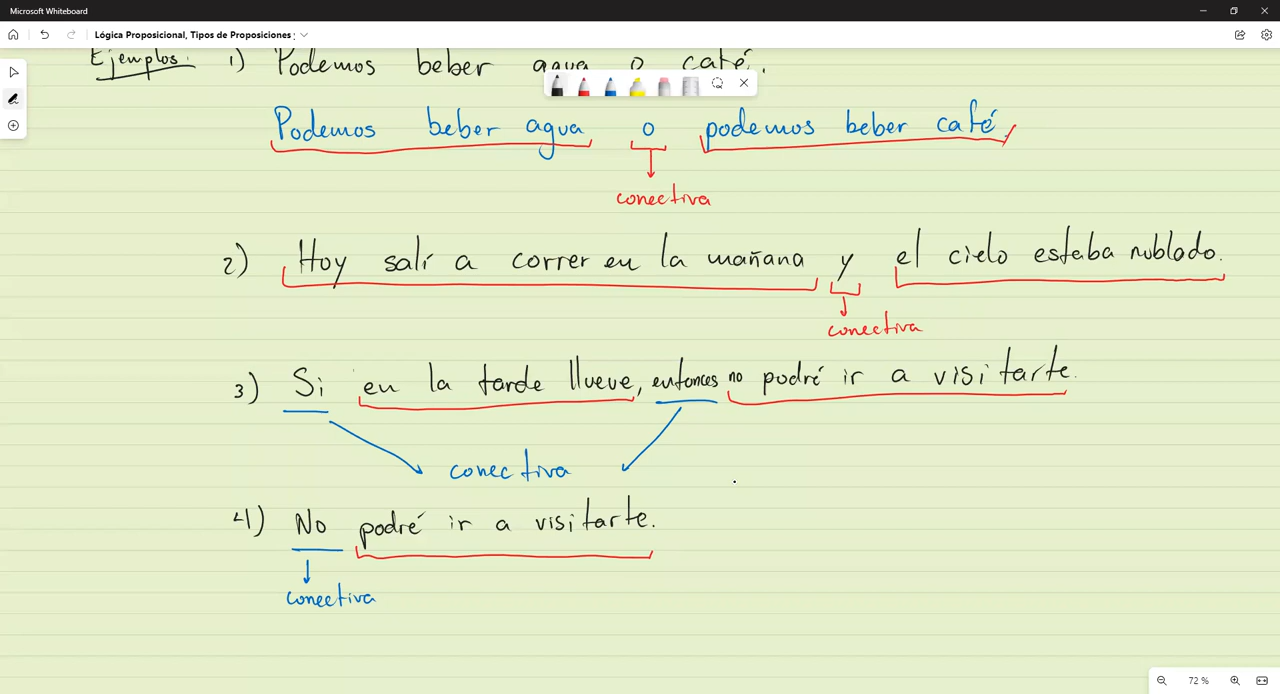 Microsoft Whiteboard
Lógica Proposicional, Tipos de Proposiciones :
Ejemplos: 1) Podemos beber agua o café.
Podemos beber agua o podemos beber café.
conectiva
2) Hoy salí a correr en la mañana y el cielo estaba nublado.
conectiva
3) Si en la tarde llueve, entonces no podré ir a visitarte.
conectiva
4) No podré ir a visitarte.
conectiva
72 %